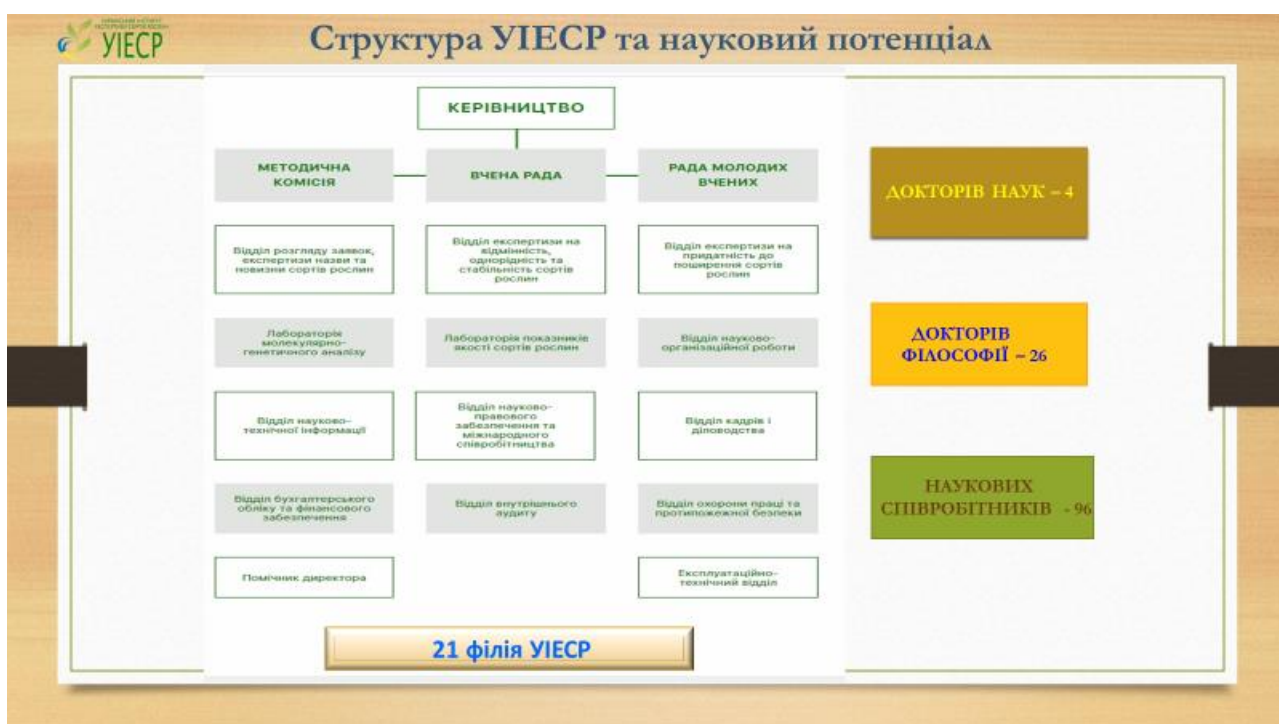 УІЕСР
Структура УІЕСР та науковий потенціал
КЕРІВНИЦТВО
МЕТОДИЧНА
КОМІСІЯ
ВЧЕНА РАДА
РАДА МОЛОДИХ
ВЧЕНИХ
Відділ розгляду заявок,
експертизи назви та
новизни сортів рослин
Відділ експертизи на
відмінність,
однорідність та
стабільність сортів
рослин
Відділ експертизи на
придатність до
поширення сортів
рослин
Лабораторія
молекулярно-
генетичного аналізу
Лабораторія показників
якості сортів рослин
Відділ науково-
організаційної роботи
Відділ науково-
технічної інформації
Відділ науково-
правового
забезпечення та
міжнародного
співробітництва
Відділ кадрів і
діловодства
Відділ бухгалтерського
обліку та фінансового
забезпечення
Відділ внутрішнього
аудиту
Відділ охорони праці та
протипожежної безпеки
Помічник директора
Експлуатаційно-
технічний відділ
21 філія УІЕСР
ДОКТОРІВ НАУК – 4
ДОКТОРІВ
ФІЛОСОФІЇ – 26
НАУКОВИХ
СПІВРОБІТНИКІВ - 96